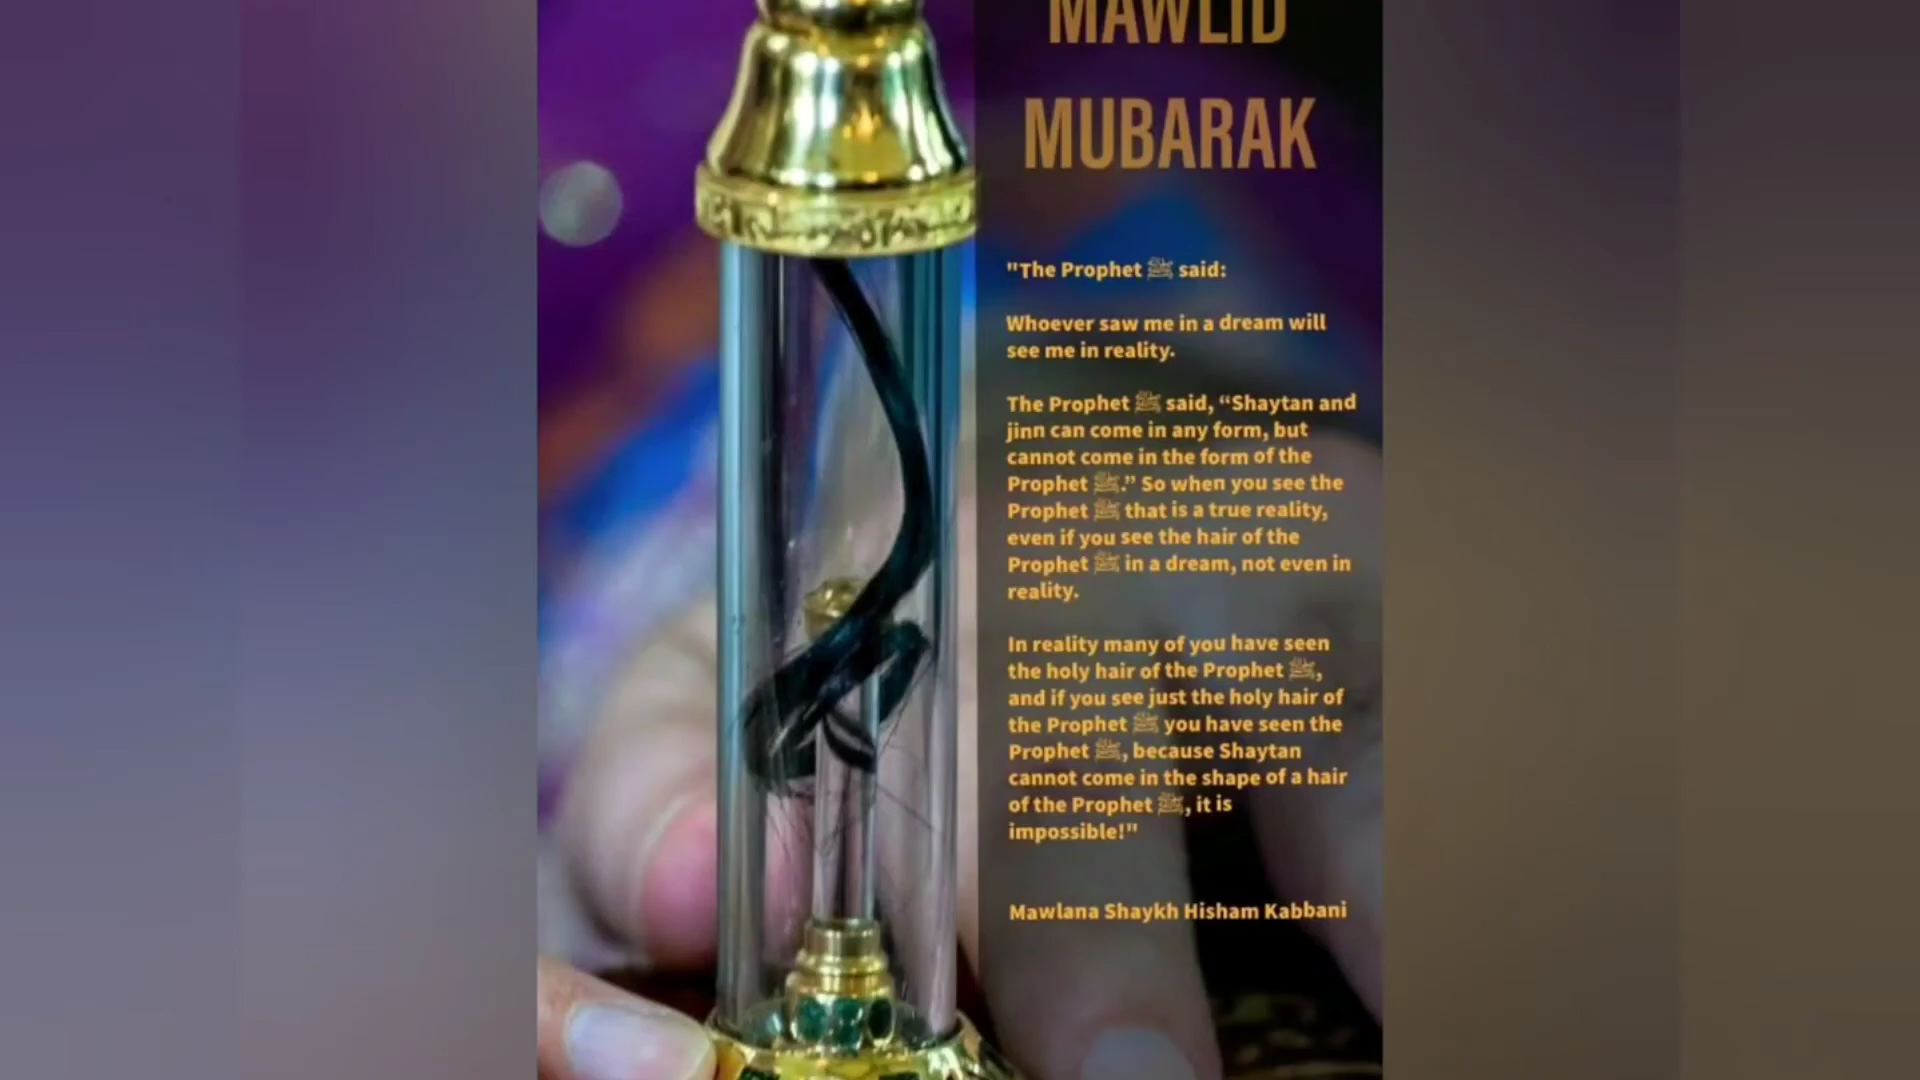 MAWLID
MUBARAK
"The Prophet ﷺ said:
Whoever saw me in a dream will
see me in reality.
The Prophet ﷺ said, “Shaytan and
jinn can come in any form, but
cannot come in the form of the
Prophet ﷺ.” So when you see the
Prophet ﷺ that is a true reality,
even if you see the hair of the
Prophet ﷺ in a dream, not even in
reality.
In reality many of you have seen
the holy hair of the Prophet ﷺ,
and if you see just the holy hair of
the Prophet ﷺ you have seen the
Prophet ﷺ, because Shaytan
cannot come in the shape of a hair
of the Prophet ﷺ, it is
impossible!"
Mawlana Shaykh Hisham Kabbani